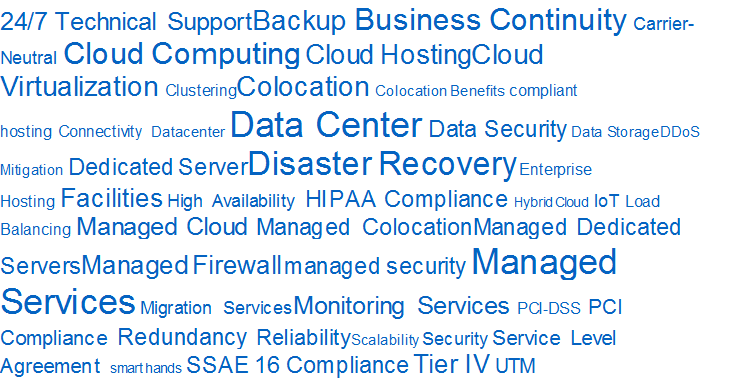 24/7 Technical SupportBackup Business Continuity Carrier-
Neutral Cloud Computing Cloud HostingCloud
Virtualization ClusteringColocation Colocation Benefits compliant
hosting Connectivity Datacenter Data Center Data Security Data StorageDDoS
Mitigation Dedicated ServerDisaster RecoveryEnterprise
Hosting Facilities High Availability HIPAA Compliance Hybrid Cloud IoT Load
Balancing Managed Cloud Managed ColocationManaged Dedicated
ServersManaged Firewallmanaged security Managed
Services Migration ServicesMonitoring Services PCI-DSS PCI
Compliance Redundancy ReliabilityScalability Security Service Level
Agreement smart hands SSAE 16 Compliance Tier IV UTM